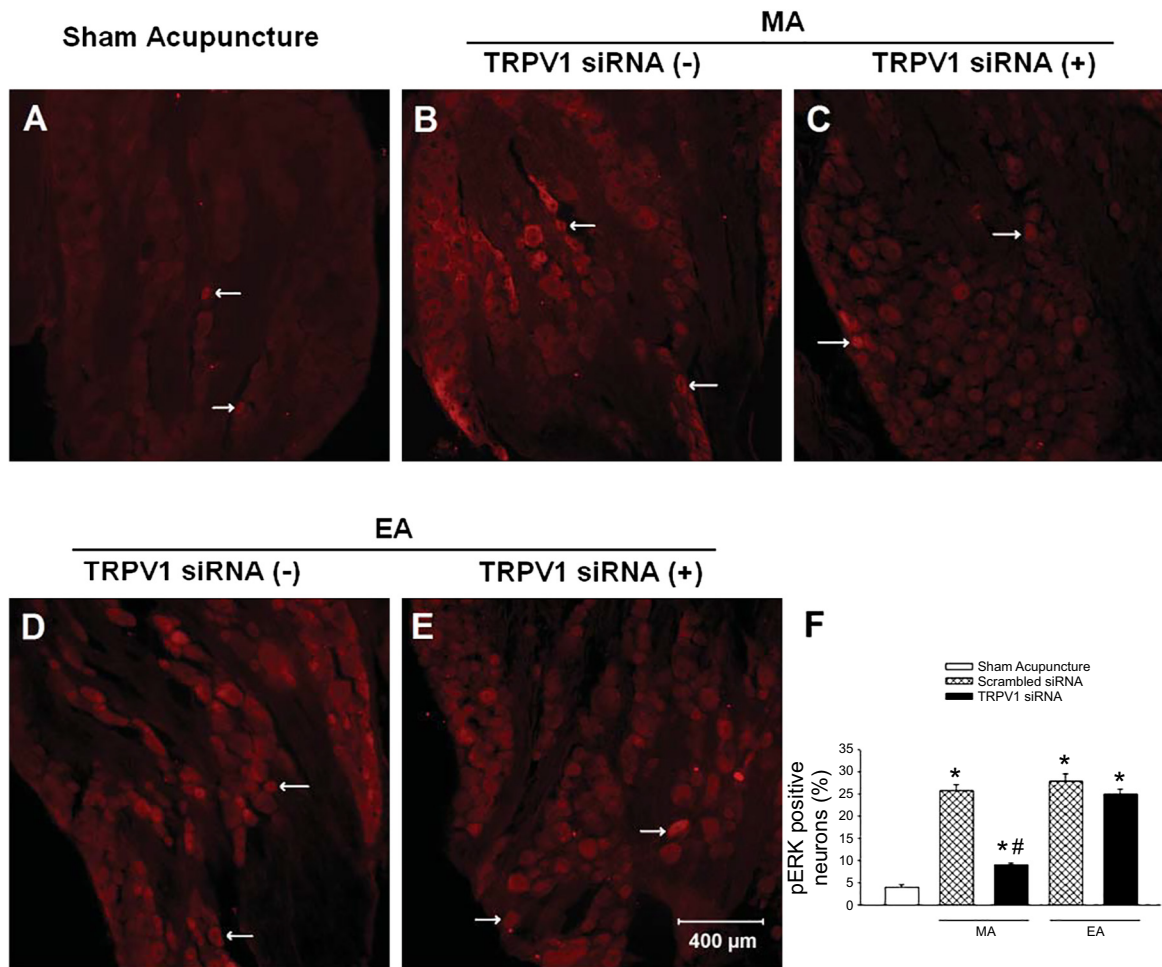 Sham Acupuncture
MA
TRPV1 siRNA (-)
TRPV1 siRNA (+)
A
B
C
EA
TRPV1 siRNA (-)
TRPV1 siRNA (+)
D
E
400 µm
F
Sham Acupuncture
Scrambled siRNA
TRPV1 siRNA
pERK positive
neurons (%)
35
30
25
20
15
10
5
0
*
*#
*
*
MA
EA